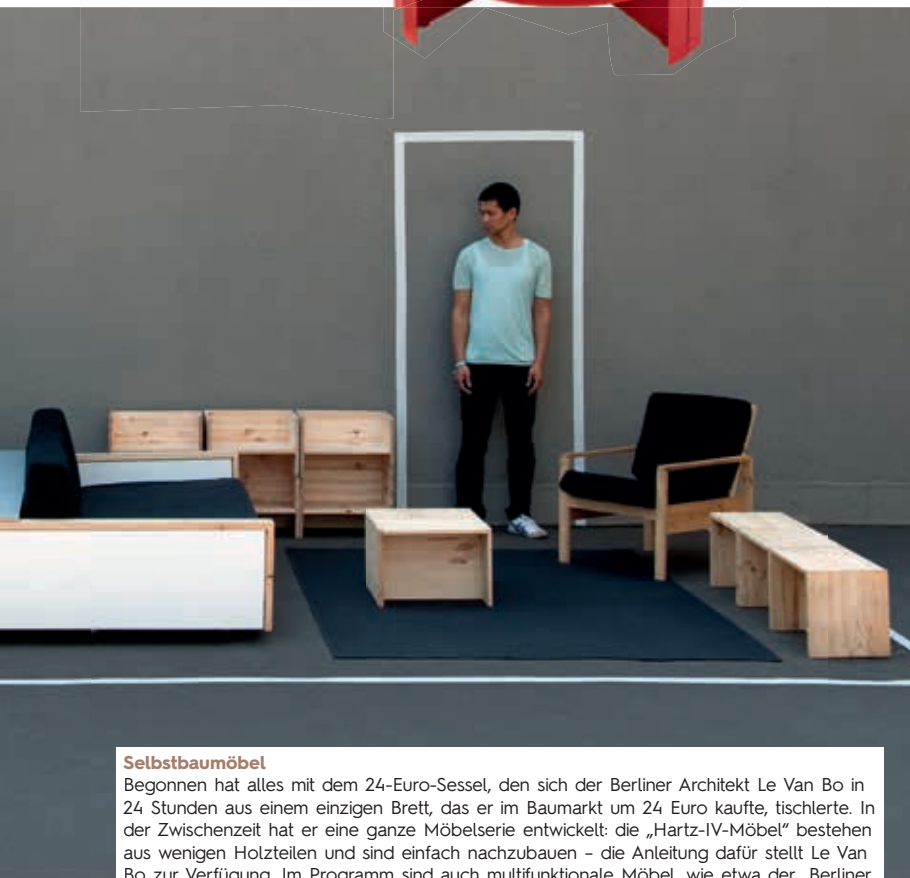 Selbstbaumöbel
Begonnen hat alles mit dem 24-Euro-Sessel, den sich der Berliner Architekt Le Van Bo in
24 Stunden aus einem einzigen Brett, das er im Baumarkt um 24 Euro kaufte, tischlerte. In
der Zwischenzeit hat er eine ganze Möbelserie entwickelt: die „Hartz-IV-Möbel“ bestehen
aus wenigen Holzteilen und sind einfach nachzubauen – die Anleitung dafür stellt Le Van
Bo zur Verfügung. Im Programm sind auch multifunktionale Möbel, wie etwa der „Berliner